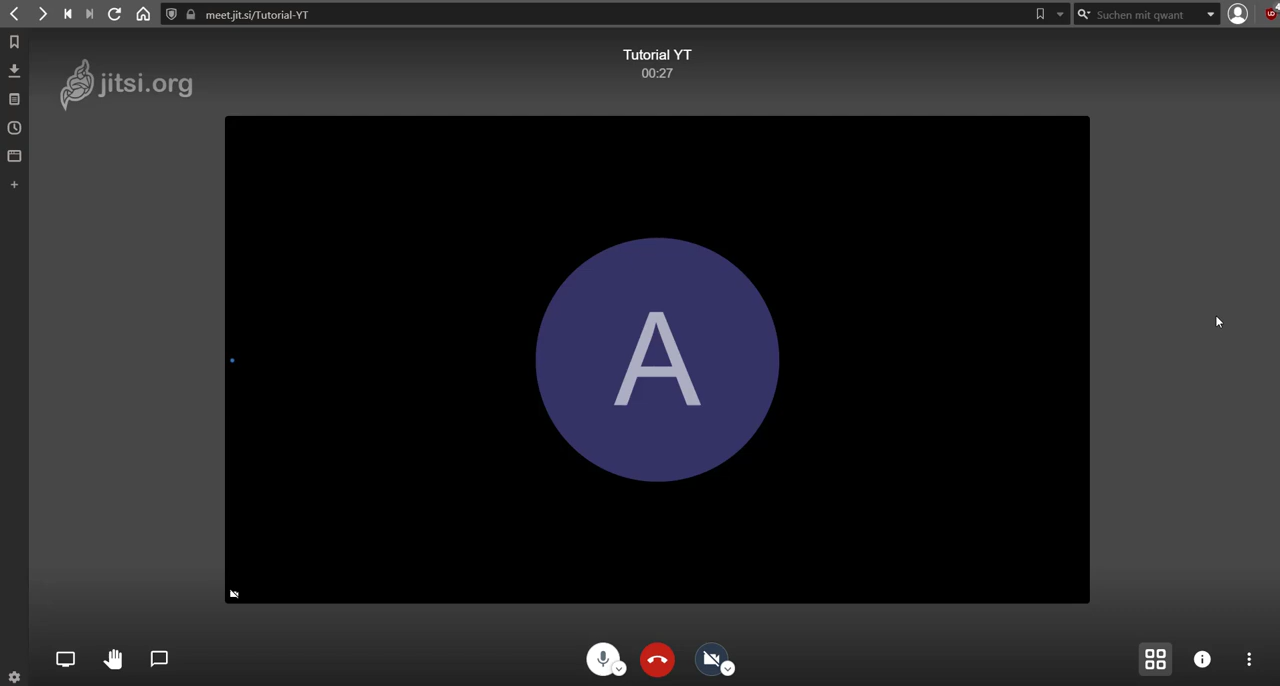 meet.jit.si/Tutorial-YT
Suchen mit qwant
jitsi.org
Tutorial YT
00:27
A